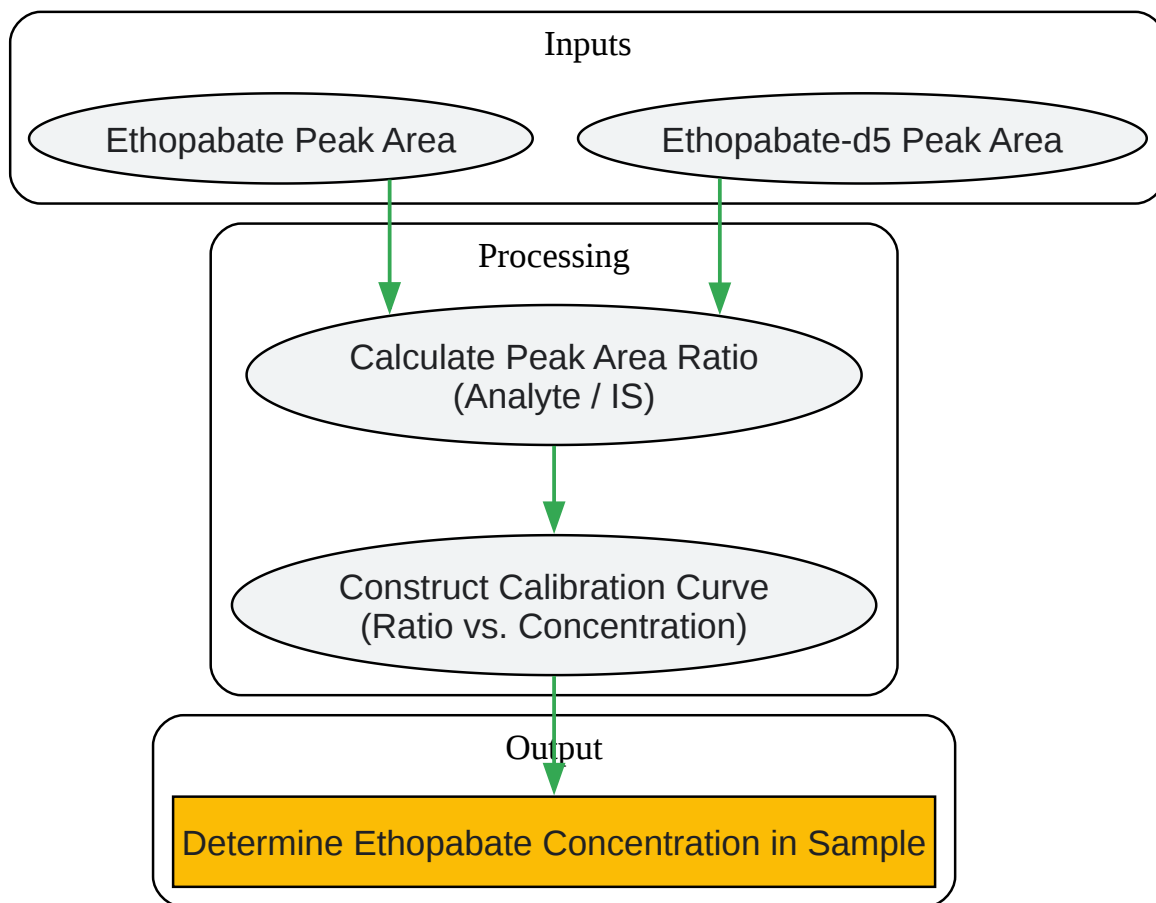 Inputs
Ethopabate Peak Area
Ethopabate-d5 Peak Area
Processing
Calculate Peak Area Ratio
(Analyte / IS)
Construct Calibration Curve
(Ratio vs. Concentration)
Output
Determine Ethopabate Concentration in Sample